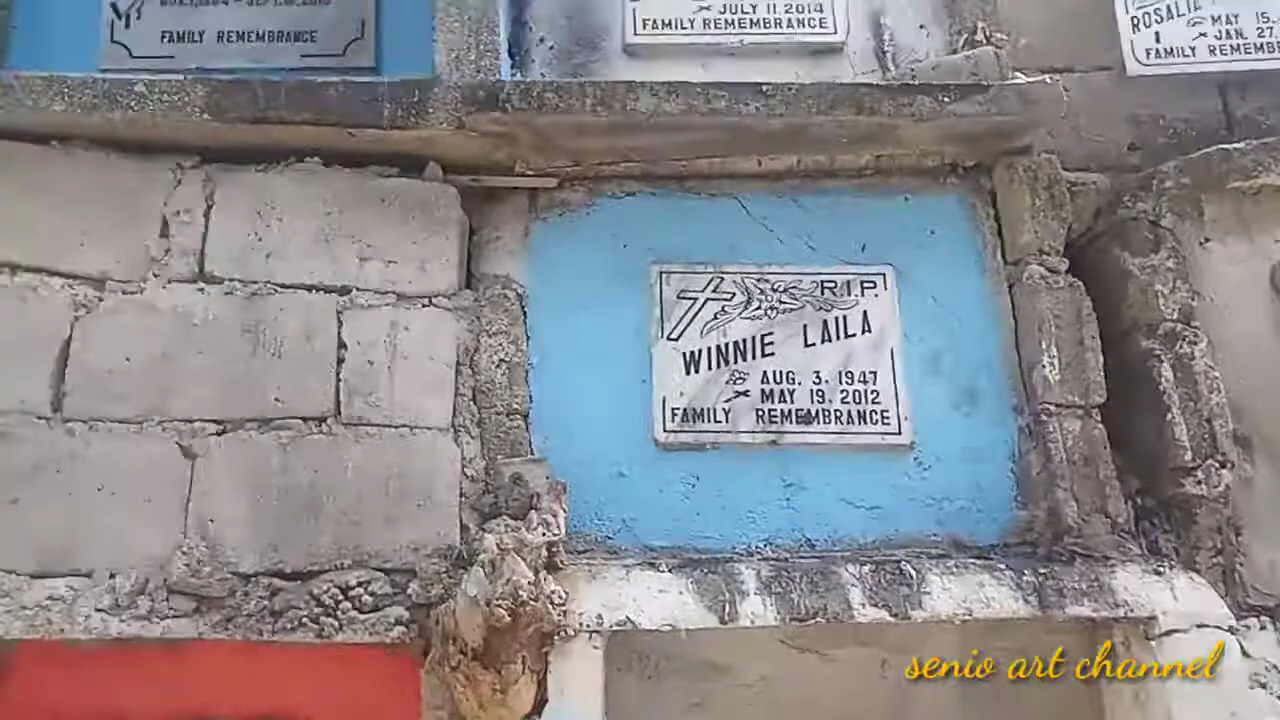 FAMILY REMEMBRANCE
JULY 11, 2014
FAMILY REMEMBRANCE
ROSALI
MAY 15,
JAN. 27,
FAMILY REMEMB
R.I.P.
WINNIE LAILA
AUG. 3, 1947
MAY 19, 2012
FAMILY REMEMBRANCE
senio art channel